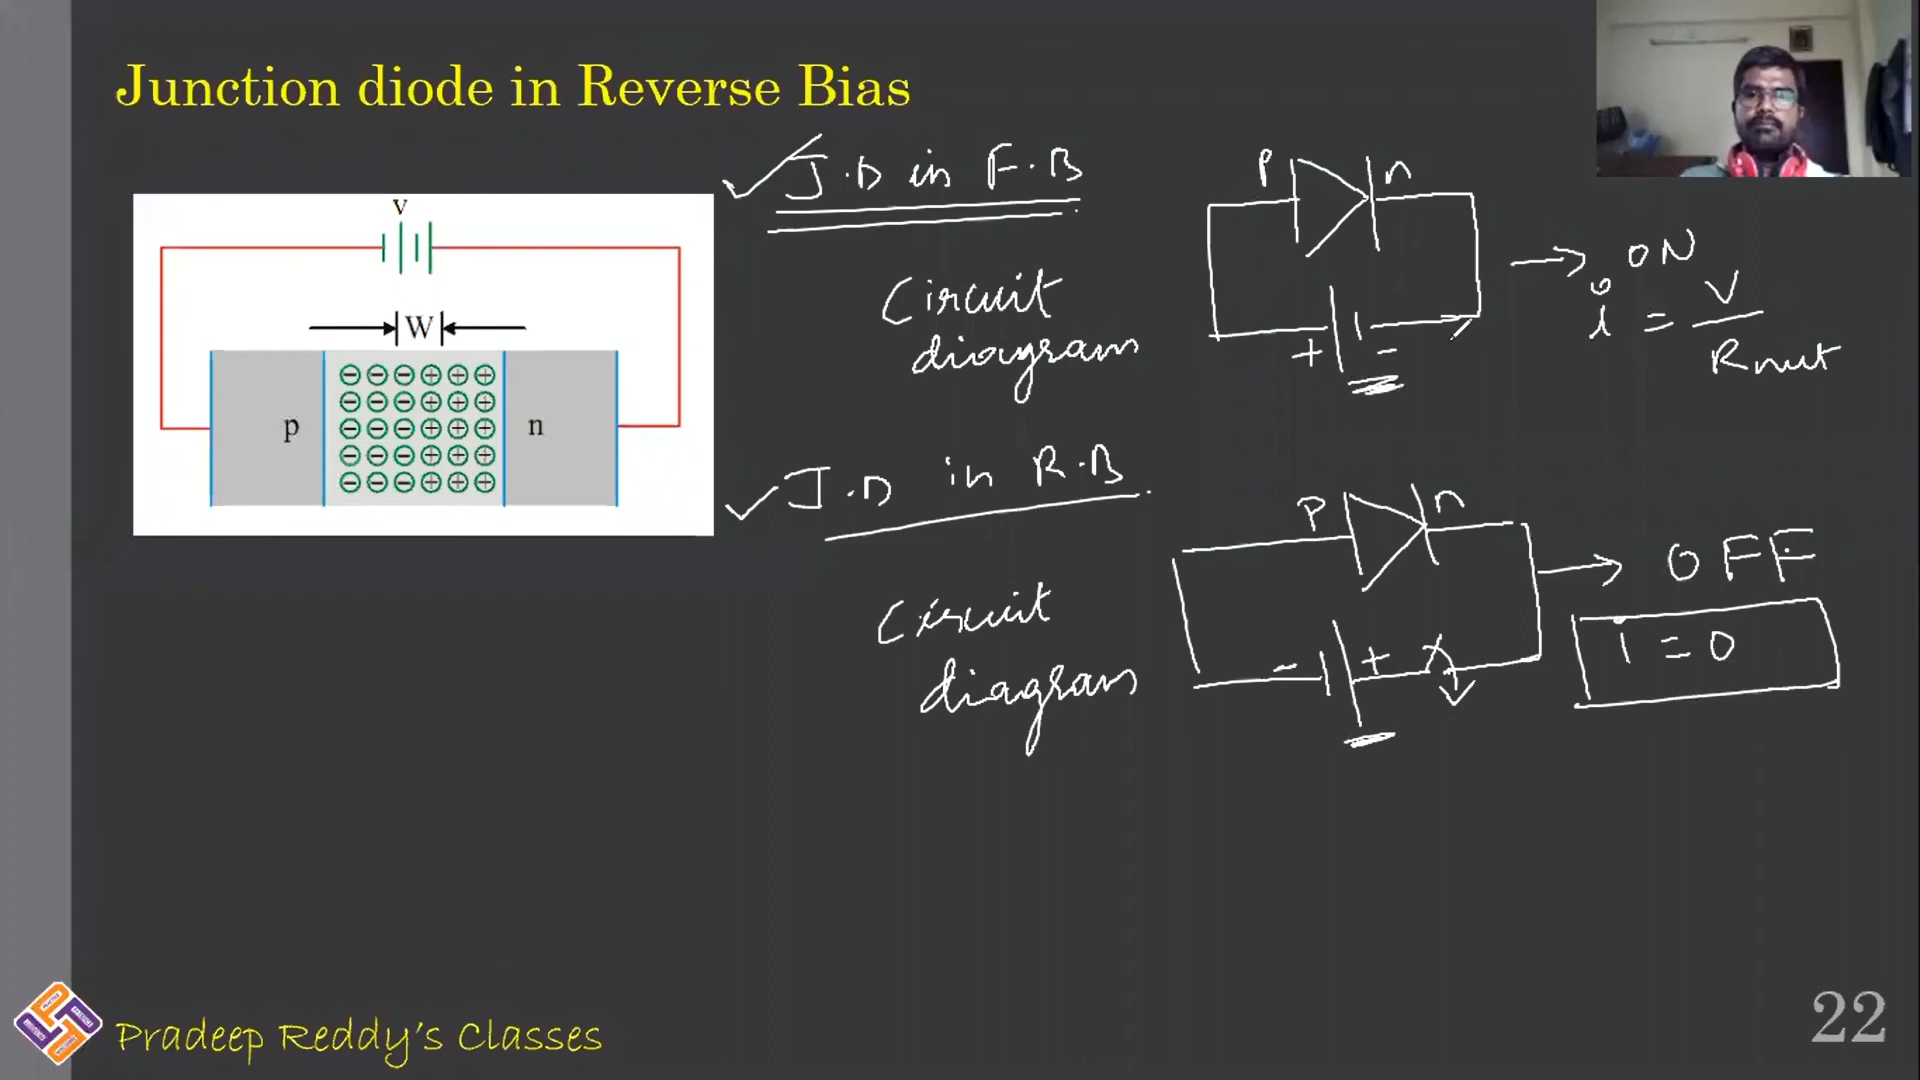 Junction diode in Reverse Bias
V
W
p
n
J.D in F.B
Circuit
diagram
p
n
+ -
ON
i = V
Rnet
J.D in R.B
Circuit
diagram
p
n
- +
OFF
i = 0
Pradeep Reddy's Classes
22